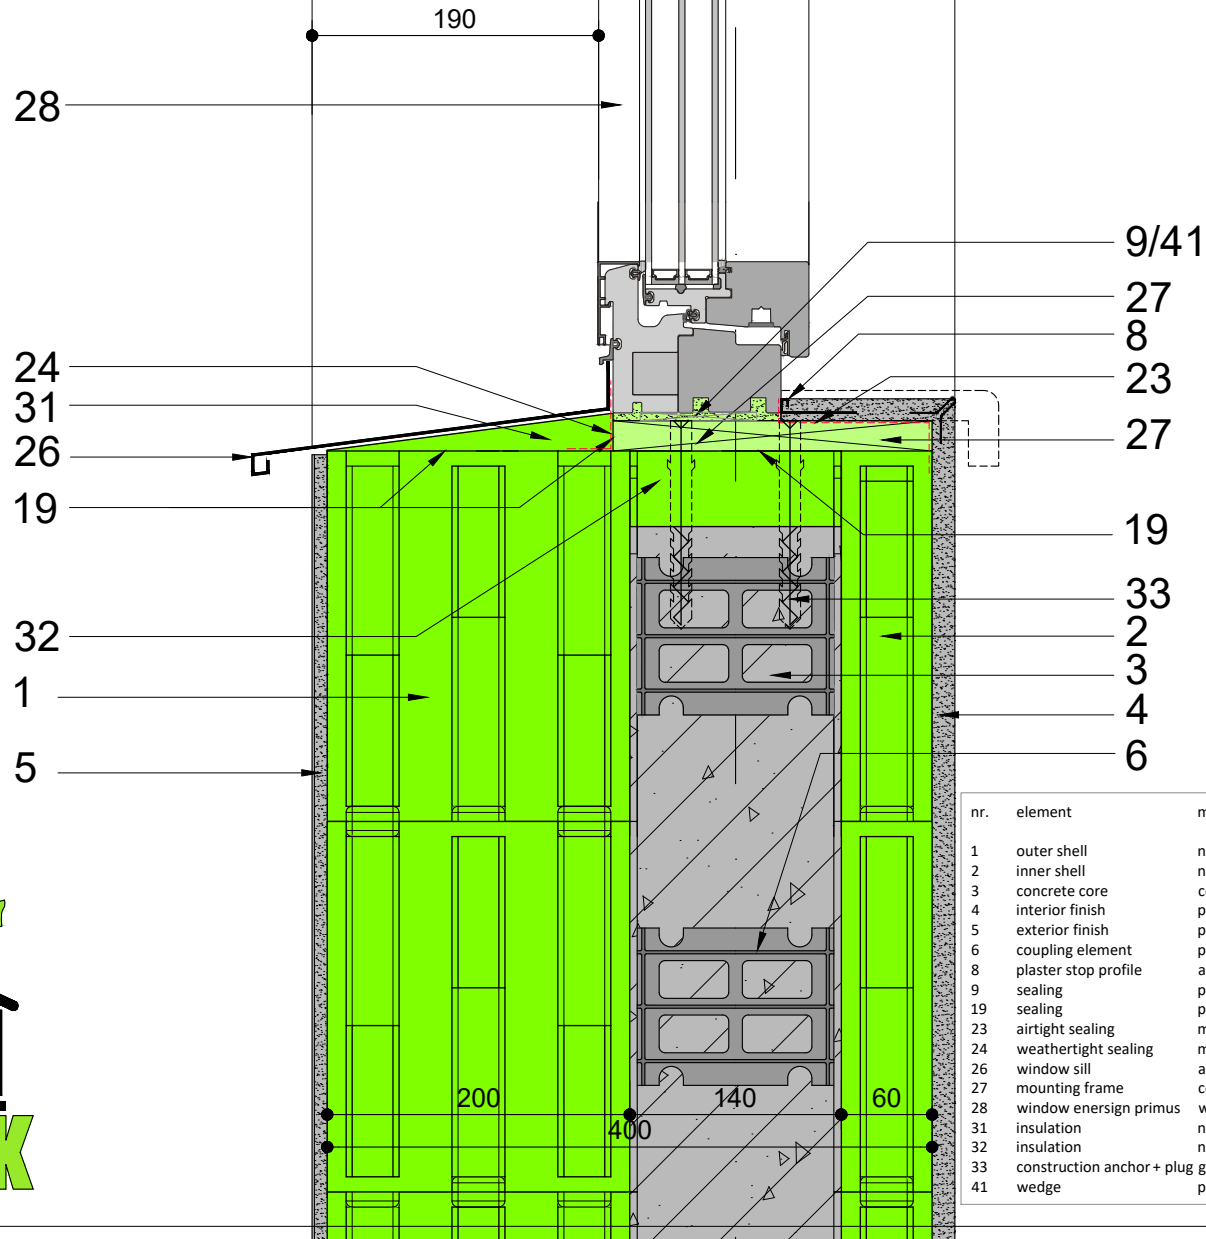 190
28
9/41
27
8
24
23
31
27
26
19
19
33
32
2
3
1
4
6
5
nr. element m
1 outer shell n
2 inner shell n
3 concrete core c
4 interior finish p
5 exterior finish p
6 coupling element p
8 plaster stop profile a
9 sealing p
19 sealing p
23 airtight sealing m
24 weathertight sealing m
26 window sill a
27 mounting frame c
28 window enersign primus w
31 insulation n
32 insulation n
33 construction anchor + plug g
41 wedge p
Y
K
200
140
60
400